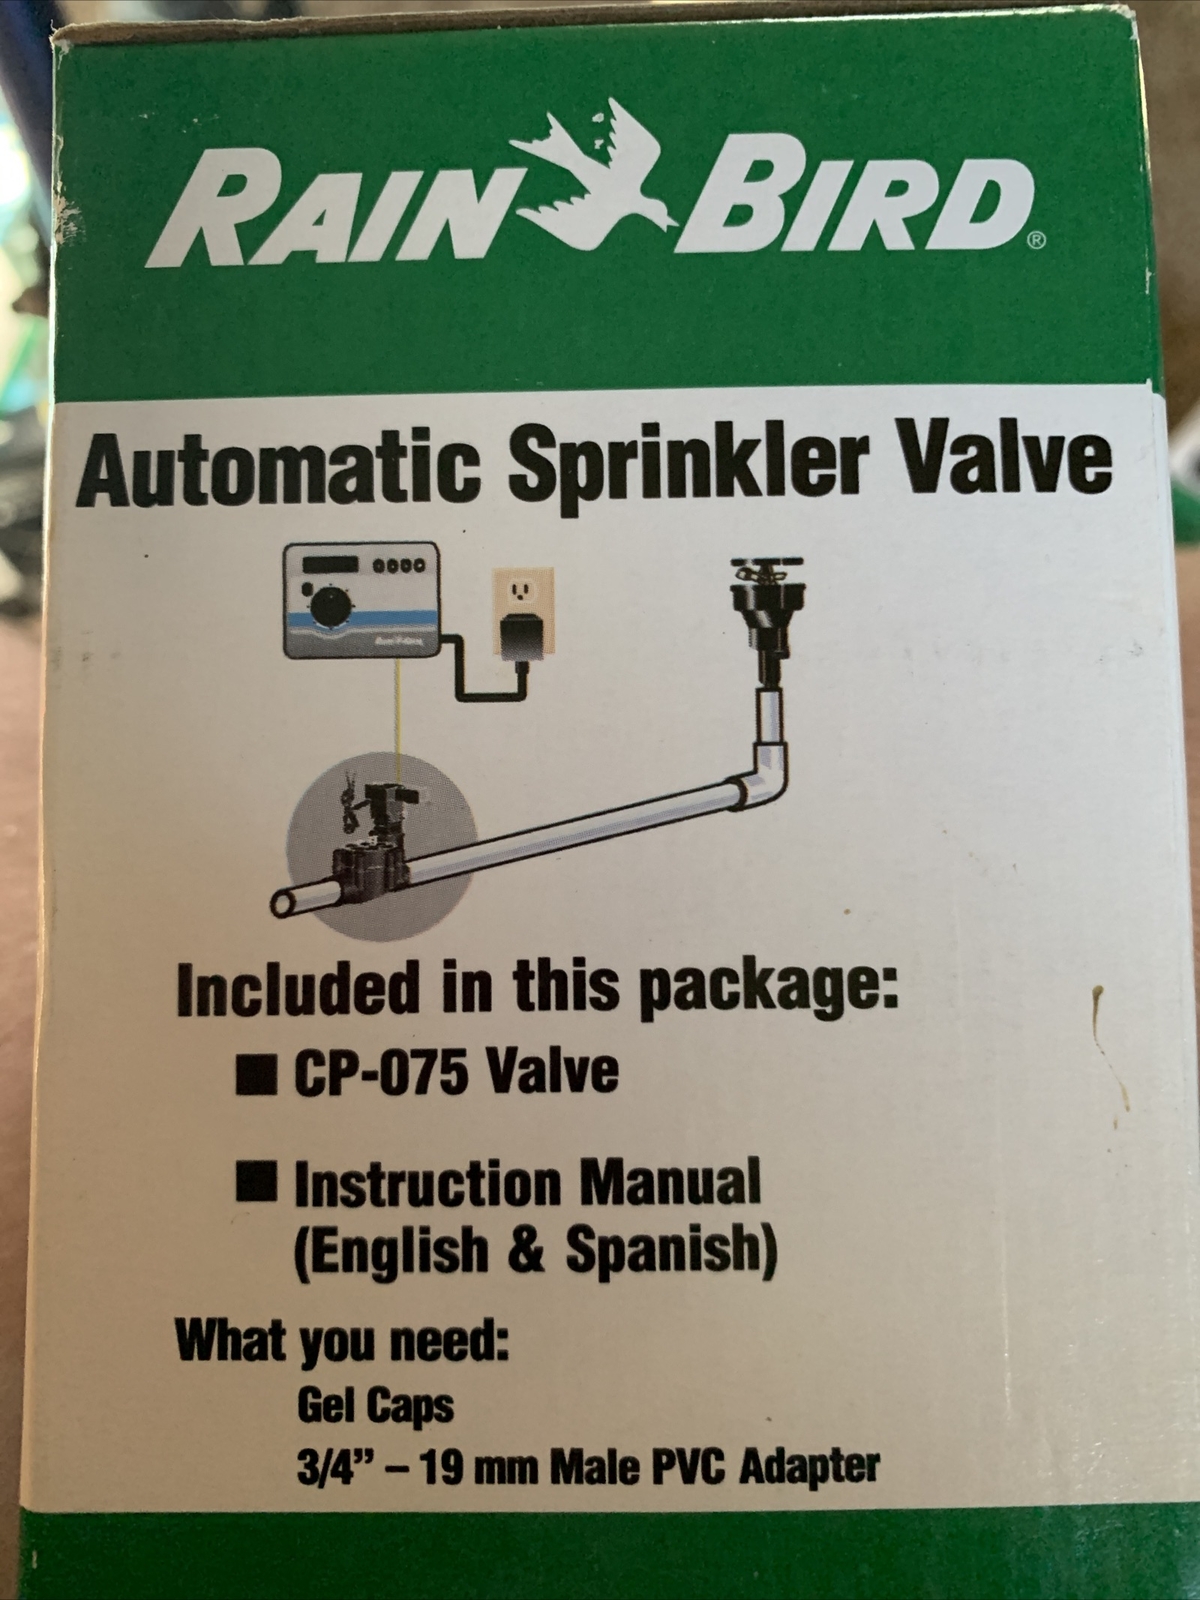 RAIN BIRD®
Automatic Sprinkler Valve
Included in this package:
■ CP-075 Valve
■ Instruction Manual
(English & Spanish)
What you need:
Gel Caps
3/4” – 19 mm Male PVC Adapter